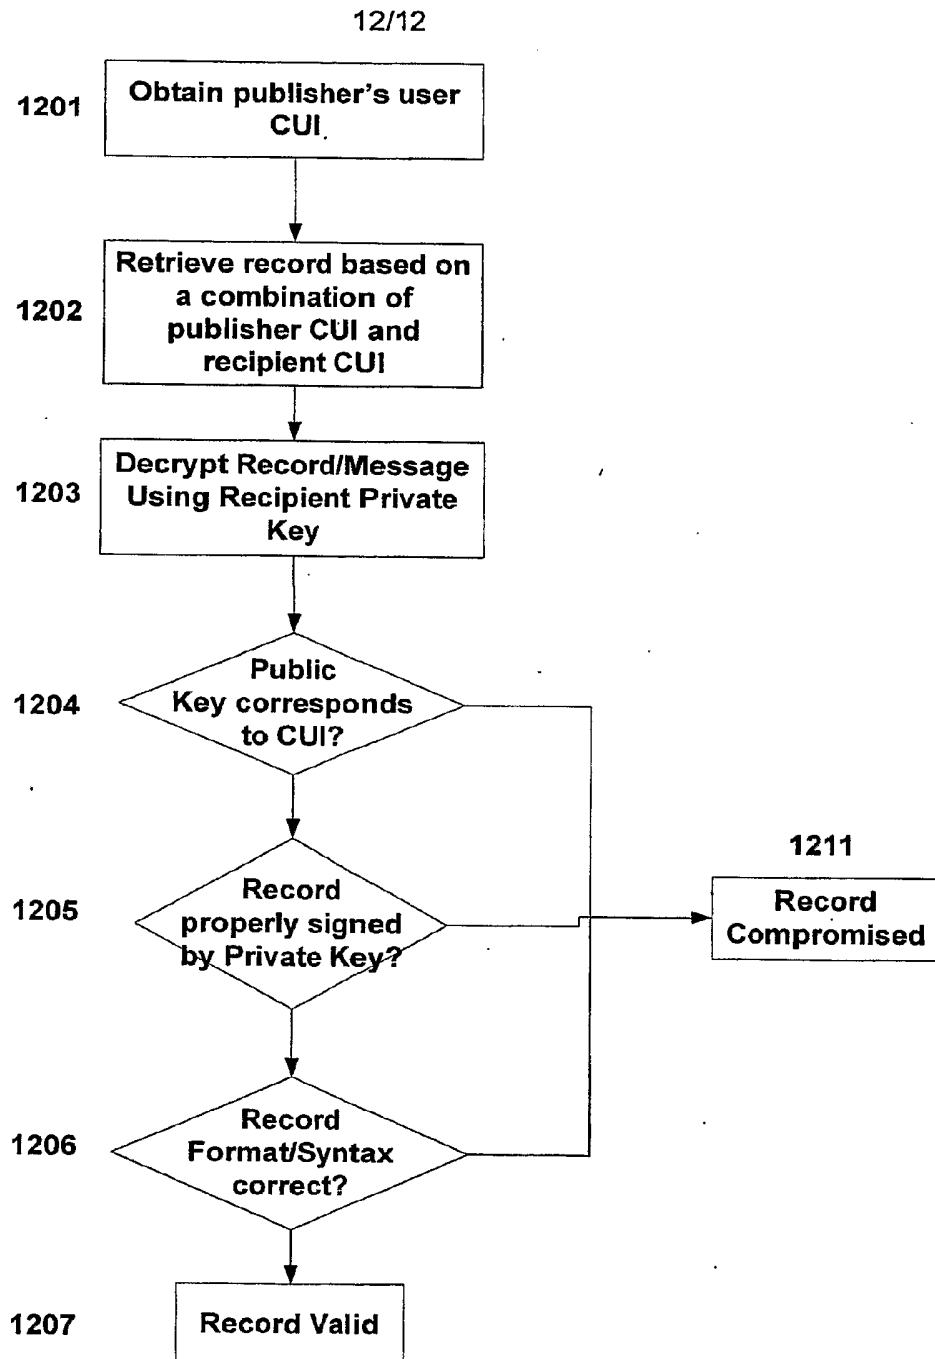 12/12
1201
Obtain publisher's user
CUI.
1202
Retrieve record based on
a combination of
publisher CUI and
recipient CUI
1203
Decrypt Record/Message
Using Recipient Private
Key
1204
Public
Key corresponds
to CUI?
1205
Record
properly signed
by Private Key?
1211
Record
Compromised
1206
Record
Format/Syntax
correct?
1207
Record Valid